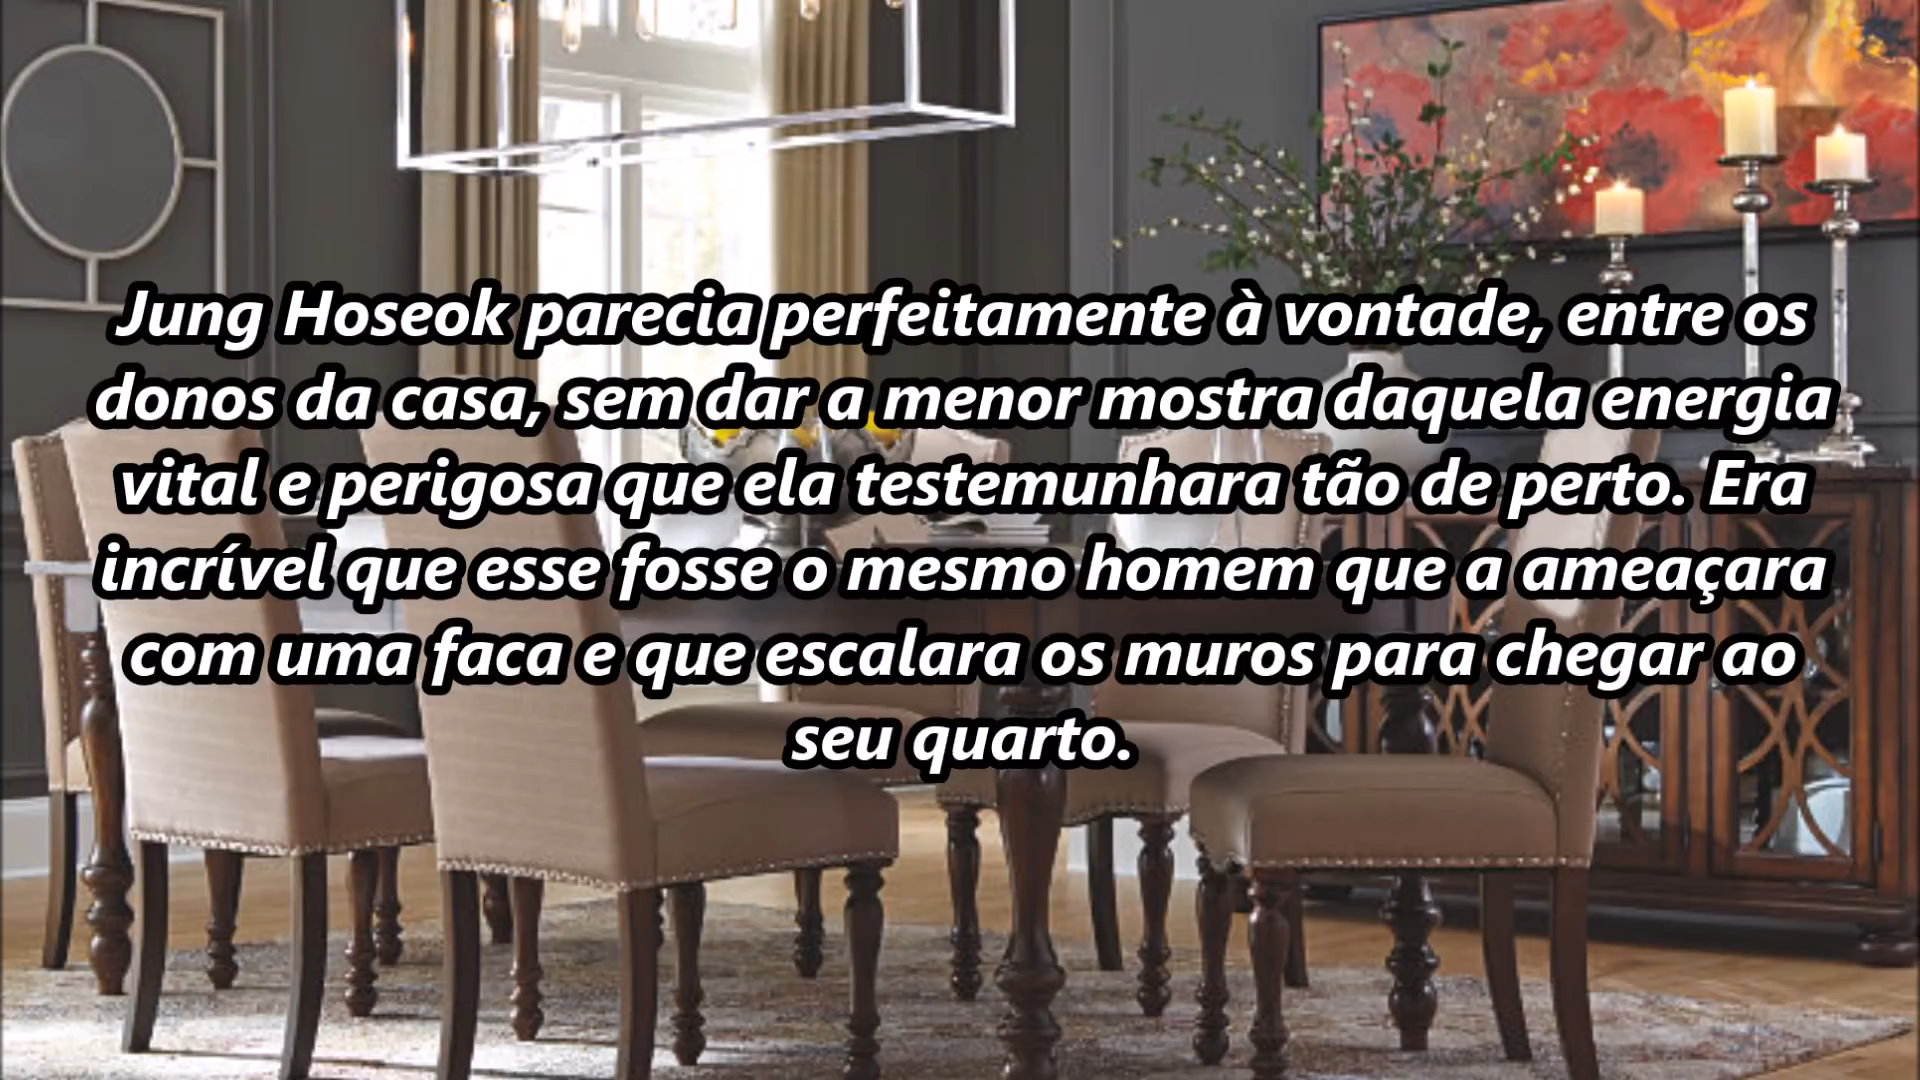 Jung Hoseok parecia perfeitamente à vontade, entre os
donos da casa, sem dar a menor mostra daquela energia
vital e perigosa que ela testemunhara tão de perto. Era
incrível que esse fosse o mesmo homem que a ameaçara
com uma faca e que escalara os muros para chegar ao
seu quarto.